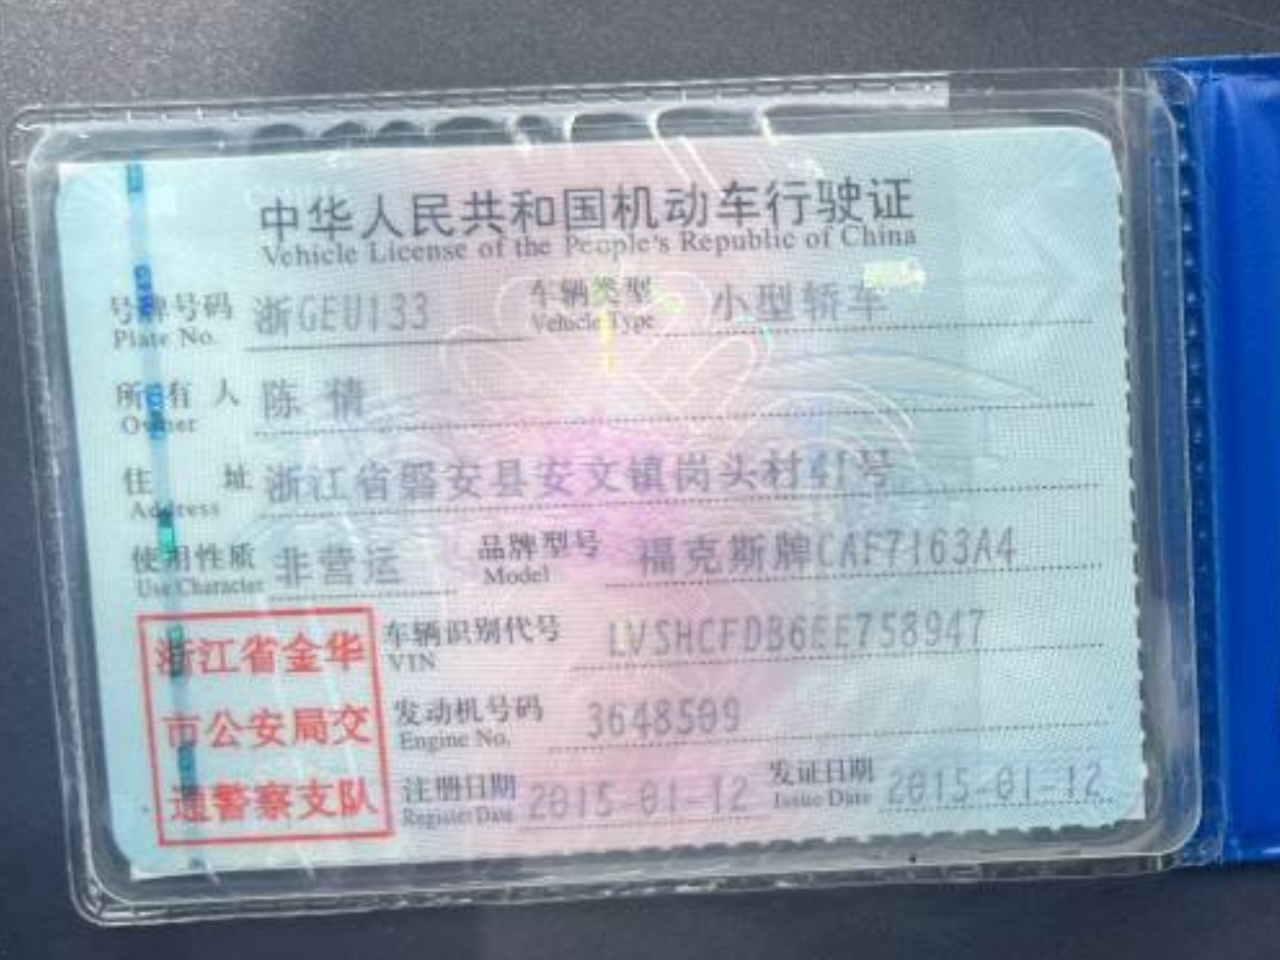 中华人民共和国机动车行驶证
Vehicle License of the People's Republic of China
号牌号码 浙GEU133 车辆类型 小型轿车
Plate No. Vehicle Type
所有人 陈倩
Owner
住址 浙江省磐安县安文镇岗头村41号
Address
使用性质 非营运 品牌型号 福克斯牌CAF7163A4
Use Character Model
浙江省金华
市公安局交
通警察支队
车辆识别代号 LVSHCFDB6EE758947
VIN
发动机号码 3648509
Engine No.
注册日期 2015-01-12 发证日期 2015-01-12
Register Date Issue Date